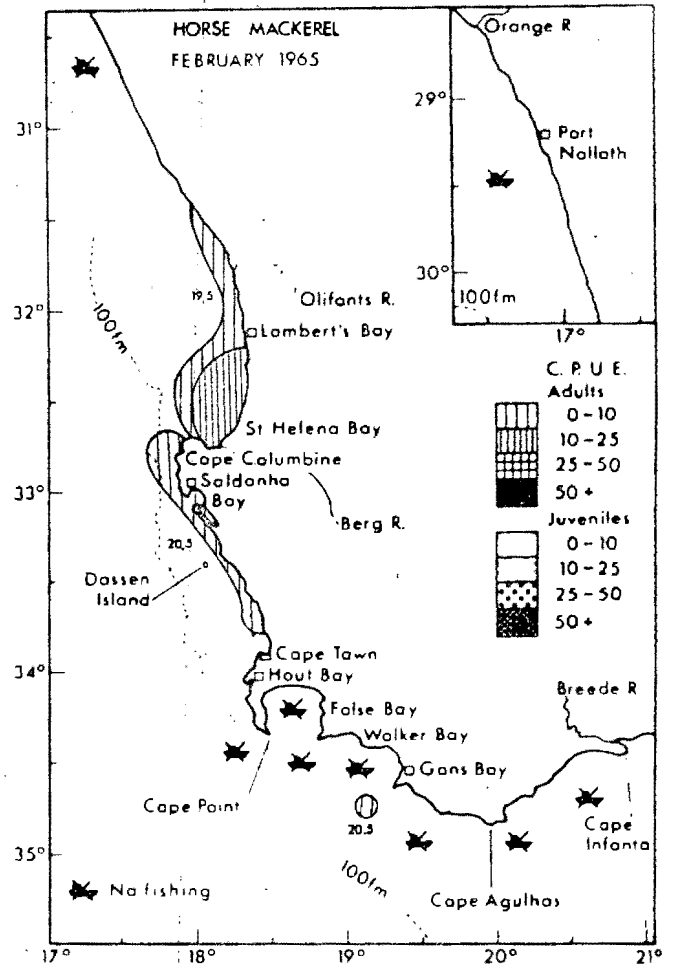 HORSE MACKEREL
FEBRUARY 1965
Orange R
29°
Port
Nallath
30°
100fm
17°
31°
19,5
Olifants R.
32°
100fm
Lambert's Bay
C. P. U E.
Adults
0-10
10-25
25-50
50+
Juveniles
0-10
10-25
25-50
50+
St Helena Bay
Cape Columbine
Saldanha
Bay
33°
Berg R.
20,5
Dassen
Island
Cape Town
34°
Hout Bay
Breede R
False Bay
Walker Bay
Gans Bay
Cape Point
20.5
Cape
Infanta
35°
No fishing
100fm
Cape Agulhas
17°
18°
19°
20°
21°